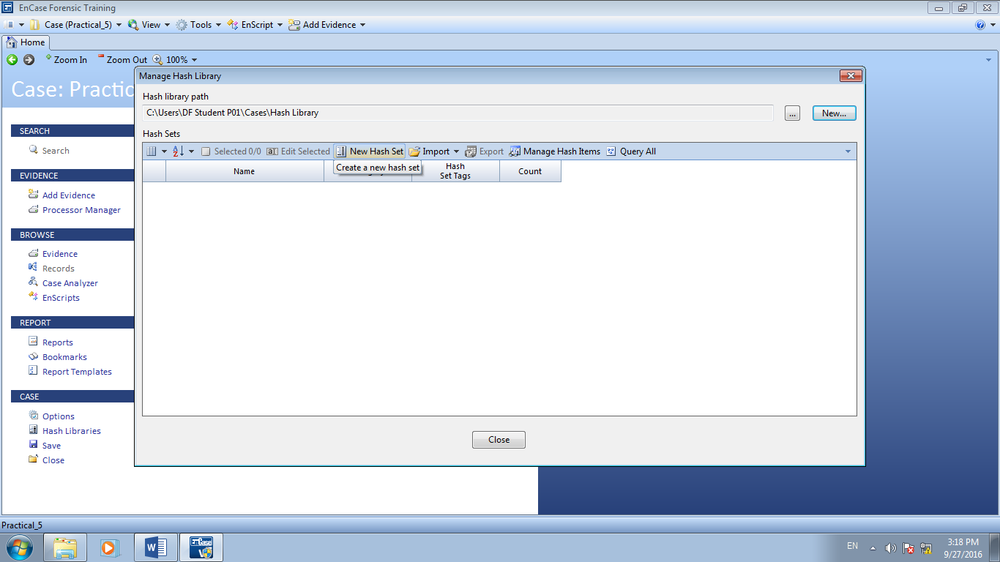 EnCase Forensic Training
Case (Practical_5) View Tools EnScript Add Evidence
Home
Zoom In Zoom Out 100%
Case: Practic
Manage Hash Library
Hash library path
C:\Users\DF Student P01\Cases\Hash Library
... New...
Hash Sets
Selected 0/0 Edit Selected New Hash Set Import Export Manage Hash Items Query All
Create a new hash set
Name Hash Set Tags Count
SEARCH
Search
EVIDENCE
Add Evidence
Processor Manager
BROWSE
Evidence
Records
Case Analyzer
EnScripts
REPORT
Reports
Bookmarks
Report Templates
CASE
Options
Hash Libraries
Save
Close
Close
Practical_5
EN
3:18 PM
9/27/2016